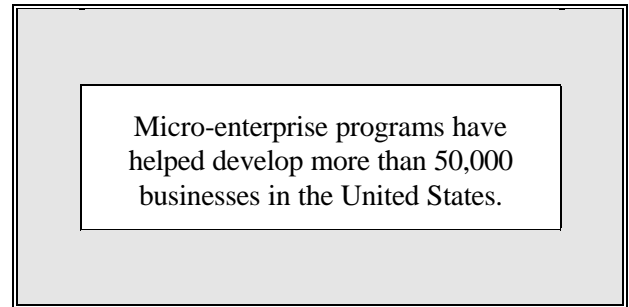 Micro-enterprise programs have
helped develop more than 50,000
businesses in the United States.